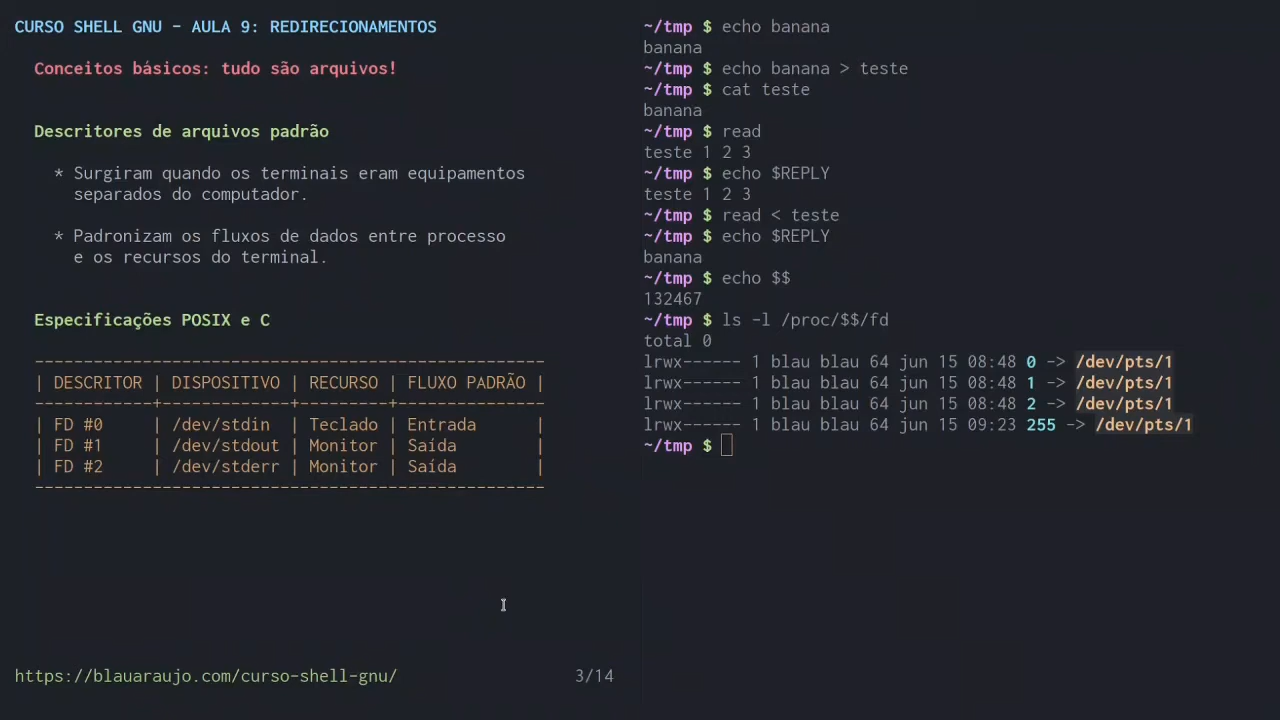 CURSO SHELL GNU - AULA 9: REDIRECIONAMENTOS
Conceitos básicos: tudo são arquivos!
Descritores de arquivos padrão
* Surgiram quando os terminais eram equipamentos
separados do computador.
* Padronizam os fluxos de dados entre processo
e os recursos do terminal.
Especificações POSIX e C
----------------------------------------------------
| DESCRITOR | DISPOSITIVO | RECURSO | FLUXO PADRÃO |
------------+-------------+---------+---------------
| FD #0     | /dev/stdin  | Teclado | Entrada      |
| FD #1     | /dev/stdout | Monitor | Saída        |
| FD #2     | /dev/stderr | Monitor | Saída        |
----------------------------------------------------
https://blauaraujo.com/curso-shell-gnu/
3/14
~/tmp $ echo banana
banana
~/tmp $ echo banana > teste
~/tmp $ cat teste
banana
~/tmp $ read
teste 1 2 3
~/tmp $ echo $REPLY
teste 1 2 3
~/tmp $ read < teste
~/tmp $ echo $REPLY
banana
~/tmp $ echo $$
132467
~/tmp $ ls -l /proc/$$/fd
total 0
lrwx------ 1 blau blau 64 jun 15 08:48 0 -> /dev/pts/1
lrwx------ 1 blau blau 64 jun 15 08:48 1 -> /dev/pts/1
lrwx------ 1 blau blau 64 jun 15 08:48 2 -> /dev/pts/1
lrwx------ 1 blau blau 64 jun 15 09:23 255 -> /dev/pts/1
~/tmp $